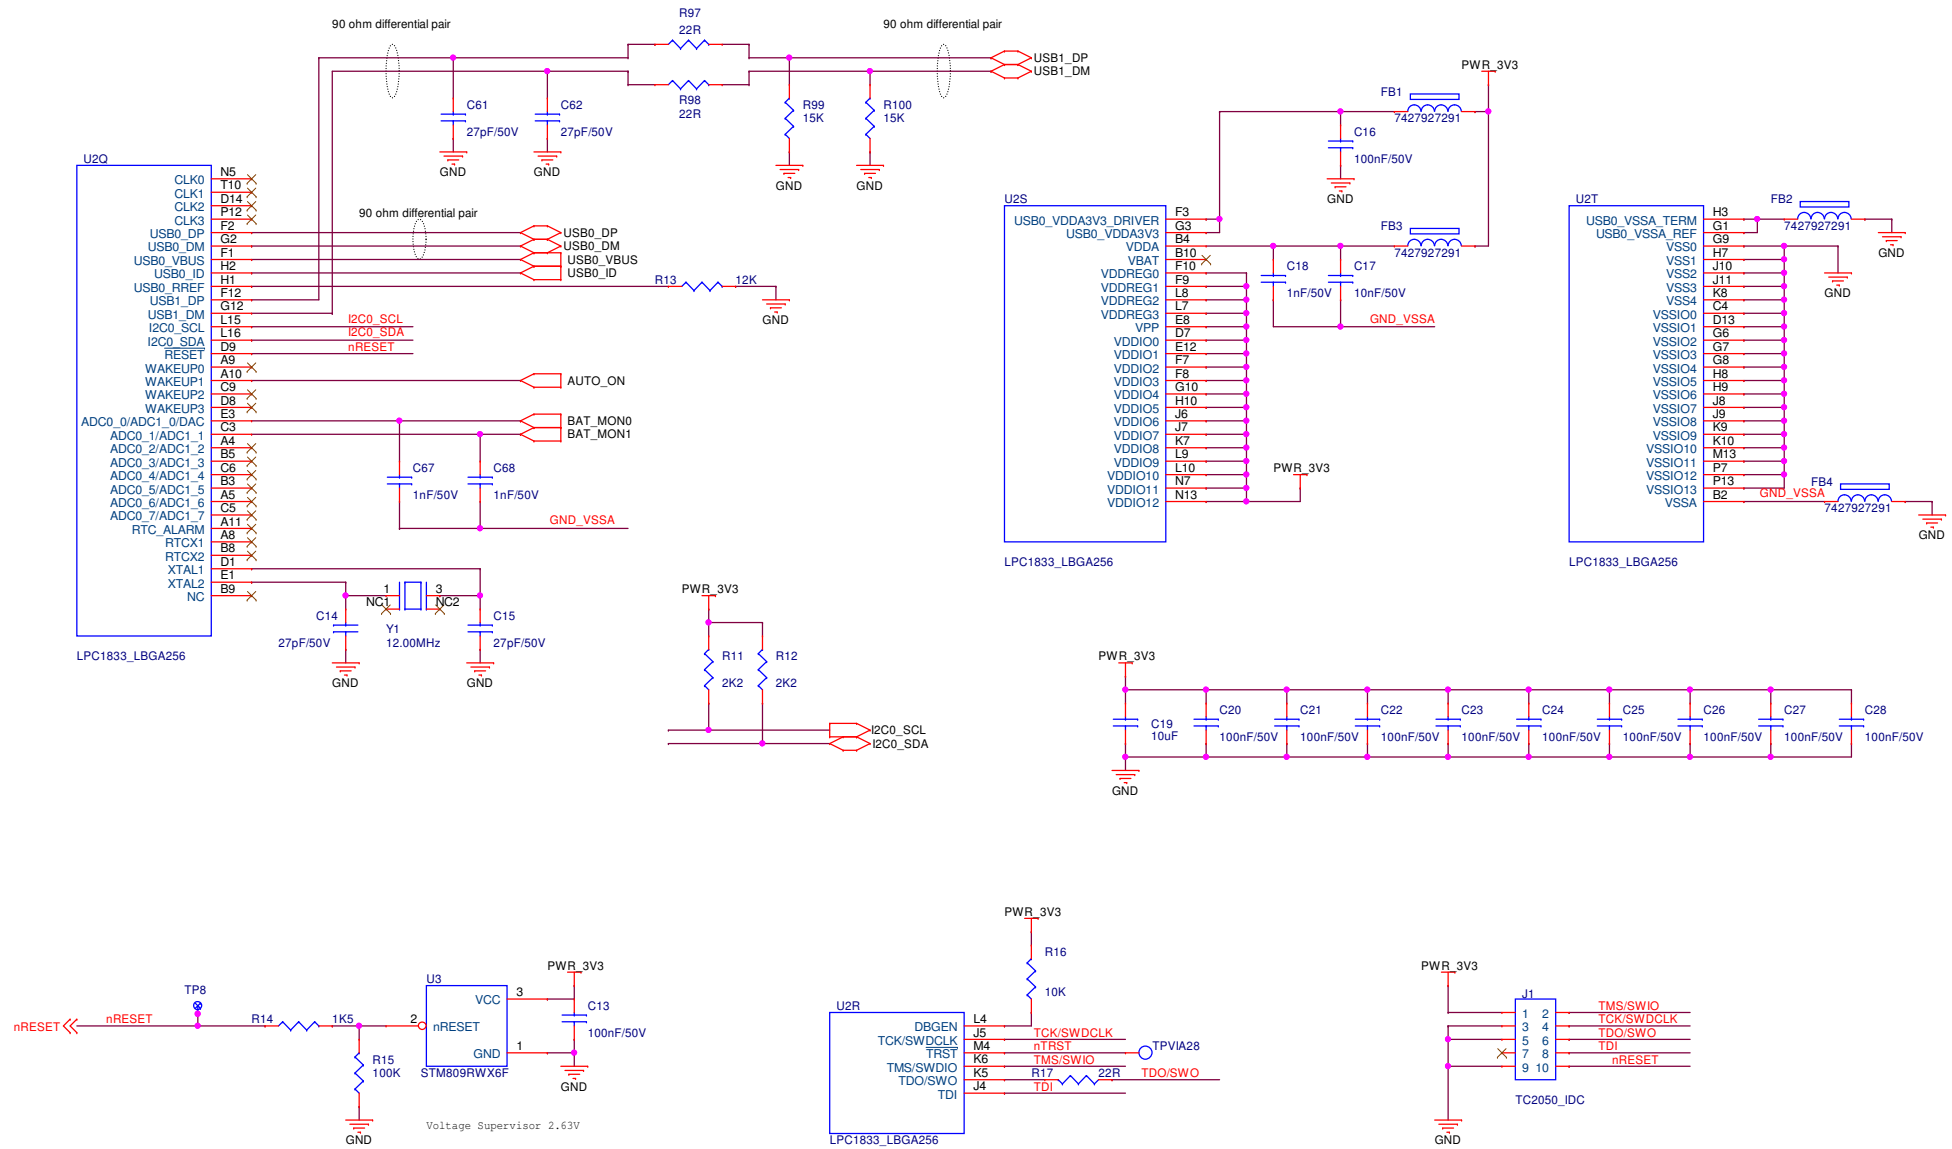 90 ohm differential pair
R97
22R
90 ohm differential pair
USB1_DP
USB1_DM
R98
22R
C61
27pF/50V
GND
C62
27pF/50V
GND
R99
15K
GND
R100
15K
GND
U2Q
CLK0 N5
CLK1 T10
CLK2 D14
CLK3 P12
USB0_DP F2
USB0_DM G2
USB0_VBUS F1
USB0_ID H2
USB0_RREF H1
USB1_DP F12
USB1_DM G12
I2C0_SCL L15
I2C0_SDA L16
RESET D9
WAKEUP0 A9
WAKEUP1 A10
WAKEUP2 C9
WAKEUP3 D8
ADC0_0/ADC1_0/DAC E3
ADC0_1/ADC1_1 C3
ADC0_2/ADC1_2 A4
ADC0_3/ADC1_3 B5
ADC0_4/ADC1_4 C6
ADC0_5/ADC1_5 B3
ADC0_6/ADC1_6 A5
ADC0_7/ADC1_7 C5
RTC_ALARM A11
RTCX1 A8
RTCX2 B8
XTAL1 D1
XTAL2 E1
NC B9
LPC1833_LBGA256
90 ohm differential pair
USB0_DP
USB0_DM
USB0_VBUS
USB0_ID
R13 12K
GND
I2C0_SCL
I2C0_SDA
nRESET
AUTO_ON
BAT_MON0
BAT_MON1
C67
1nF/50V
C68
1nF/50V
GND_VSSA
1 3
NC1 NC2
Y1
12.00MHz
C14
27pF/50V
GND
C15
27pF/50V
GND
PWR_3V3
FB1
7427927291
C16
100nF/50V
GND
FB3
7427927291
C18
1nF/50V
C17
10nF/50V
GND_VSSA
U2S
USB0_VDDA3V3_DRIVER F3
USB0_VDDA3V3 G3
VDDA B4
VBAT B10
VDDREG0 F10
VDDREG1 F9
VDDREG2 L8
VDDREG3 L7
VPP E8
VDDIO0 D7
VDDIO1 E12
VDDIO2 F7
VDDIO3 F8
VDDIO4 G10
VDDIO5 H10
VDDIO6 J6
VDDIO7 J7
VDDIO8 K7
VDDIO9 L9
VDDIO10 L10
VDDIO11 N7
VDDIO12 N13
PWR_3V3
LPC1833_LBGA256
U2T
USB0_VSSA_TERM H3
USB0_VSSA_REF G1
VSS0 G9
VSS1 H7
VSS2 J10
VSS3 J11
VSS4 K8
VSSIO0 C4
VSSIO1 D13
VSSIO2 G6
VSSIO3 G7
VSSIO4 G8
VSSIO5 H8
VSSIO6 H9
VSSIO7 J8
VSSIO8 J9
VSSIO9 K9
VSSIO10 K10
VSSIO11 M13
VSSIO12 P7
VSSIO13 P13
VSSA B2
LPC1833_LBGA256
FB2
7427927291
GND
GND
GND_VSSA
FB4
7427927291
GND
PWR_3V3
R11
2K2
R12
2K2
I2C0_SCL
I2C0_SDA
PWR_3V3
C19
10uF
C20
100nF/50V
C21
100nF/50V
C22
100nF/50V
C23
100nF/50V
C24
100nF/50V
C25
100nF/50V
C26
100nF/50V
C27
100nF/50V
C28
100nF/50V
GND
nRESET
nRESET
TP8
R14 1K5
R15
100K
GND
U3
VCC 3
2 nRESET
GND 1
STM809RWX6F
PWR_3V3
C13
100nF/50V
GND
Voltage Supervisor 2.63V
PWR_3V3
R16
10K
U2R
DBGEN L4
TCK/SWDCLK J5
TRST M4
TMS/SWDIO K6
TDO/SWO K5
TDI J4
LPC1833_LBGA256
TCK/SWDCLK
nTRST
TPVIA28
TMS/SWIO
R17 22R TDO/SWO
TDI
PWR_3V3
J1
1 2 TMS/SWIO
3 4 TCK/SWDCLK
5 6 TDO/SWO
7 8 TDI
9 10 nRESET
TC2050_IDC
GND